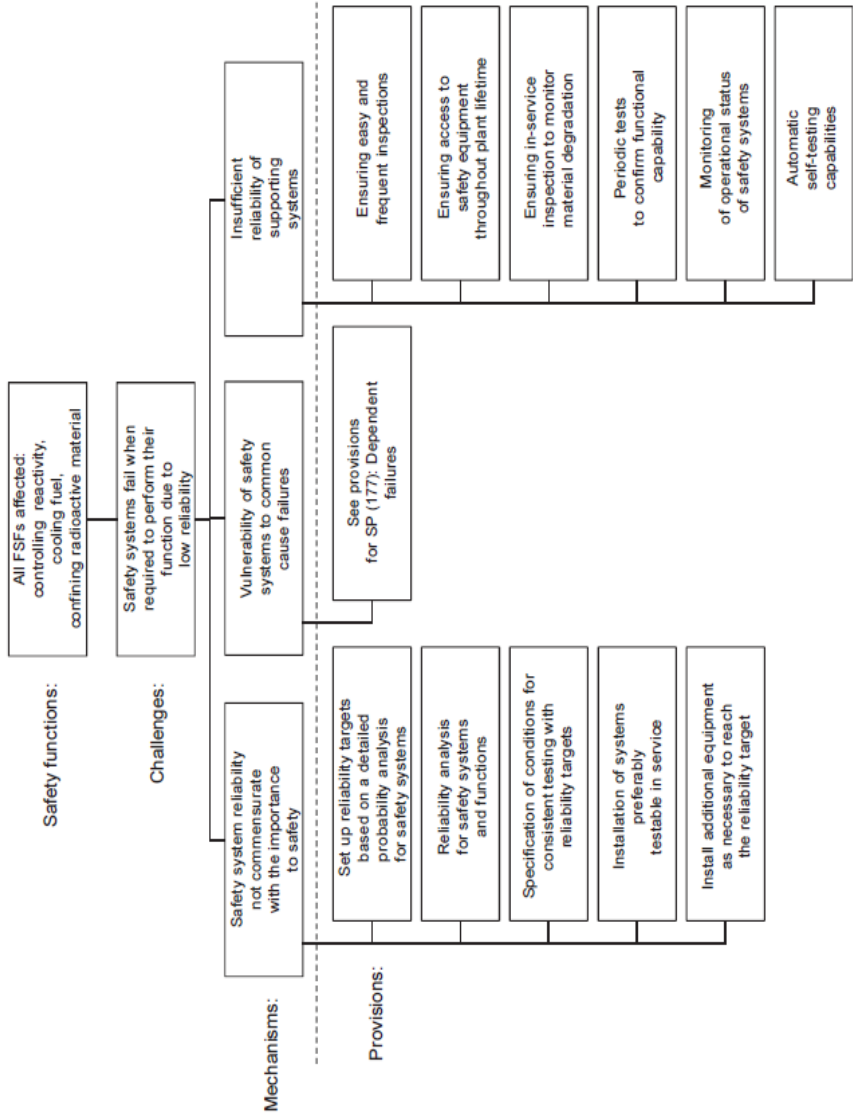 Safety functions:
All FSFs affected:
controlling reactivity,
cooling fuel,
confining radioactive material
Challenges:
Safety systems fail when
required to perform their
function due to
low reliability
Mechanisms:
Safety system reliability
not commensurate
with the importance
to safety
Vulnerability of safety
systems to common
cause failures
Insufficient
reliability of
supporting
systems
Provisions:
Set up reliability targets
based on a detailed
probability analysis
for safety systems
Reliability analysis
for safety systems
and functions
Specification of conditions for
consistent testing with
reliability targets
Installation of systems
preferably
testable in service
Install additional equipment
as necessary to reach
the reliability target
See provisions
for SP (177): Dependent
failures
Ensuring easy and
frequent inspections
Ensuring access to
safety equipment
throughout plant lifetime
Ensuring in-service
inspection to monitor
material degradation
Periodic tests
to confirm functional
capability
Monitoring
of operational status
of safety systems
Automatic
self-testing
capabilities